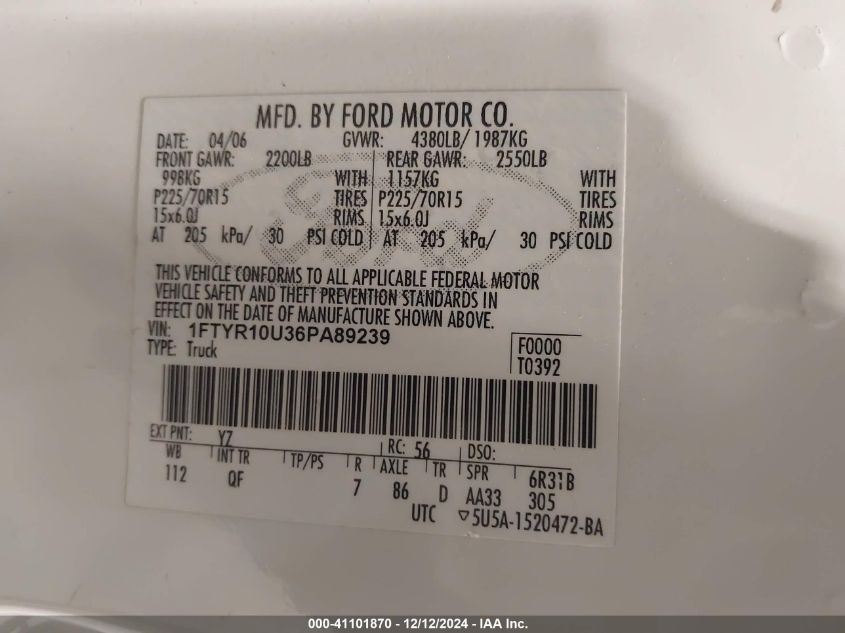 MFD. BY FORD MOTOR CO.
DATE: 04/06 GVWR: 4380LB/ 1987KG
FRONT GAWR: 2200LB REAR GAWR: 2550LB
998KG WITH 1157KG WITH
P225/70R15 TIRES P225/70R15 TIRES
15x6.0J RIMS 15x6.0J RIMS
AT 205 kPa/ 30 PSI COLD AT 205 kPa/ 30 PSI COLD
Ford
THIS VEHICLE CONFORMS TO ALL APPLICABLE FEDERAL MOTOR
VEHICLE SAFETY AND THEFT PREVENTION STANDARDS IN
EFFECT ON THE DATE OF MANUFACTURE SHOWN ABOVE.
VIN: 1FTYR10U36PA89239
TYPE: Truck
F0000
T0392
EXT PNT: YZ RC: 56 DSO:
WB INT TR TP/PS R AXLE TR SPR 6R31B
112 QF 7 86 D AA33 305
UTC ▽5U5A-1520472-BA
000-41101870 - 12/12/2024 - IAA Inc.